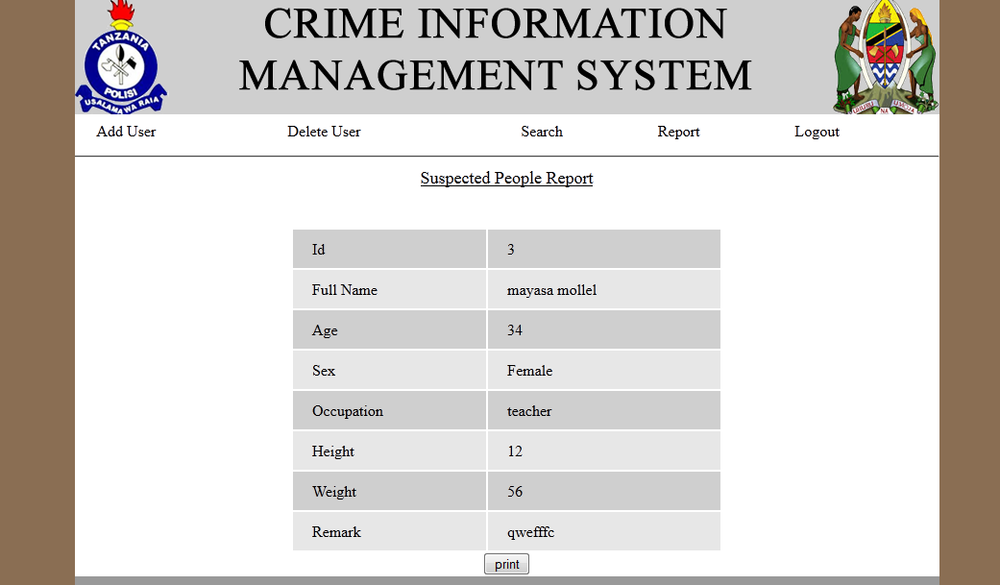 CRIME INFORMATION
MANAGEMENT SYSTEM
TANZANIA
POLISI
USALAMA WA RAIA
UHURU NA UMOJA
Add User Delete User Search Report Logout
Suspected People Report
Id 3
Full Name mayasa mollel
Age 34
Sex Female
Occupation teacher
Height 12
Weight 56
Remark qwefffc
print